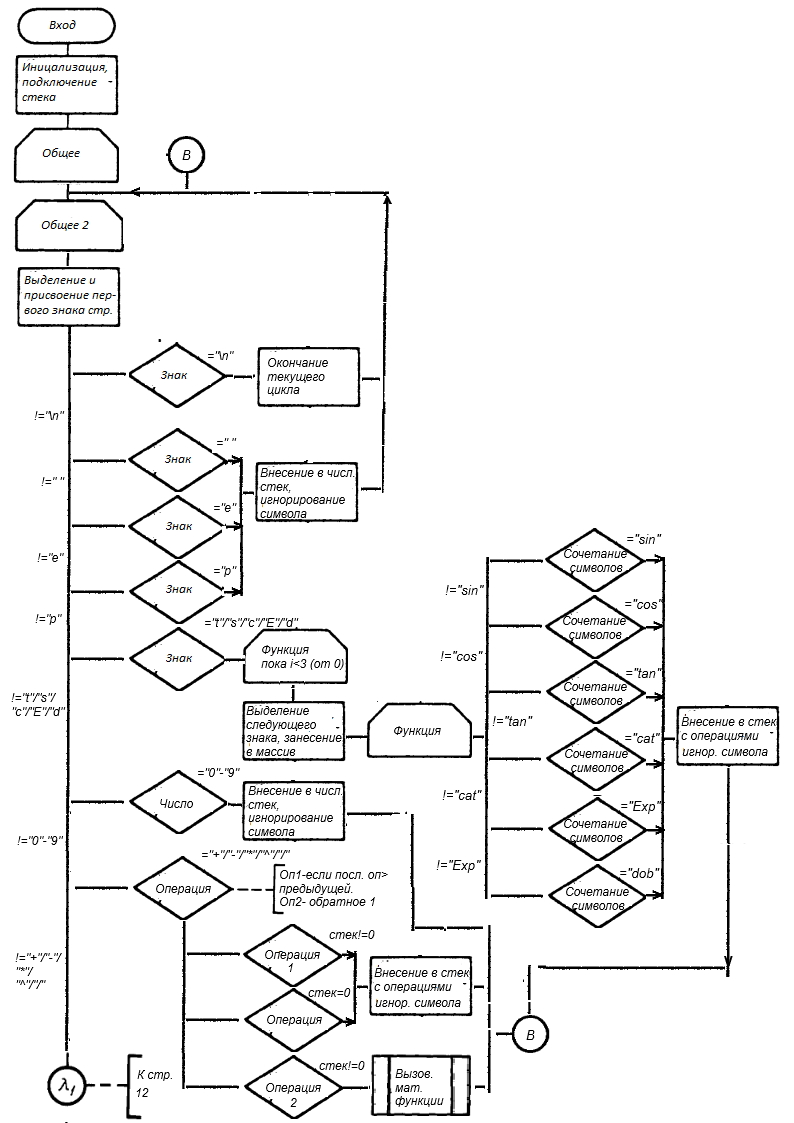 Вход
Иницализация,
подключение -
стека
Общее
В
Общее 2
Выделение и
присвоение пер-
вого знака стр.
="\n"
Знак
Окончание
текущего
цикла
!="\n"
=" "
Знак
Внесение в числ.
стек,
игнорирование
символа
!=" "
="e"
Знак
!="e"
="p"
Знак
!="p"
="t"/"s"/"c"/"E"/"d"
Знак
Функция
пока i<3 (от 0)
!="t"/"s"/
"c"/"E"/"d"
Выделение
следующего -
знака, занесение
в массив
Функция
="sin"
Сочетание
символов
!="sin"
="cos"
Сочетание
символов
!="cos"
="tan"
Сочетание
символов
!="tan"
="cat"
Сочетание
символов
!="cat"
="Exp"
Сочетание
символов
!="Exp"
="dob"
Сочетание
символов
Внесение в стек
с операциями -
игнор. символа
="0"-"9"
Число
Внесение в числ.
стек,
игнорирование
символа
!="0"-"9"
="+"/"-"/"*"/"^"/"/"
Операция
Оп1-если посл. оп>
предыдущей.
Оп2- обратное 1
!="+"/"-"/
"*"/
"^"/"/"
стек!=0
Операция
1
стек=0
Операция
Внесение в стек
с операциями -
игнор. символа
В
стек!=0
Операция
2
Вызов.
мат.
функции
λ1
К стр.
12